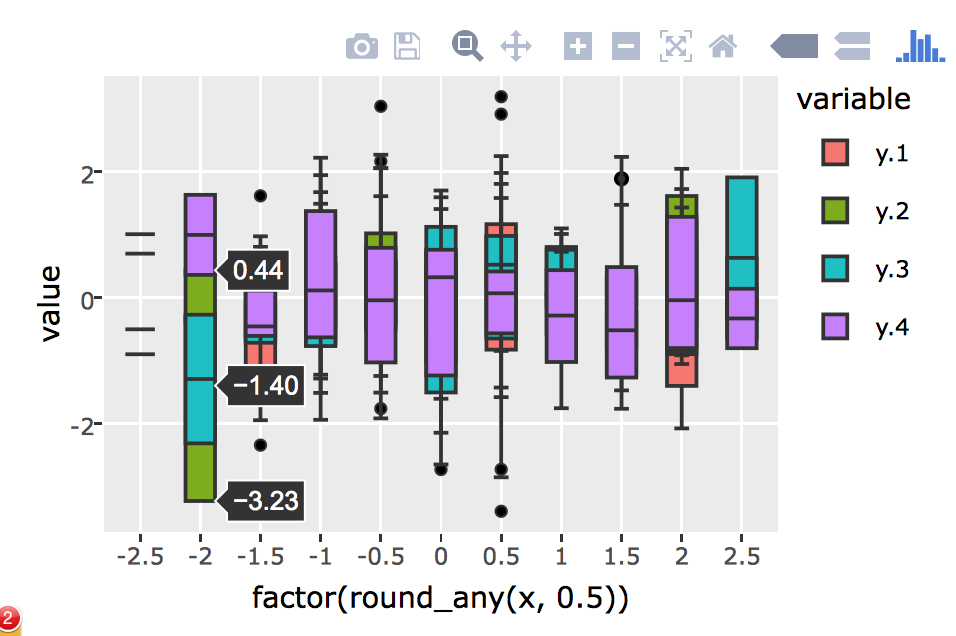 variable
y.1
y.2
y.3
y.4
value
2
0
−2
0.44
−1.40
−3.23
-2.5 -2 -1.5 -1 -0.5 0 0.5 1 1.5 2 2.5
factor(round_any(x, 0.5))
2